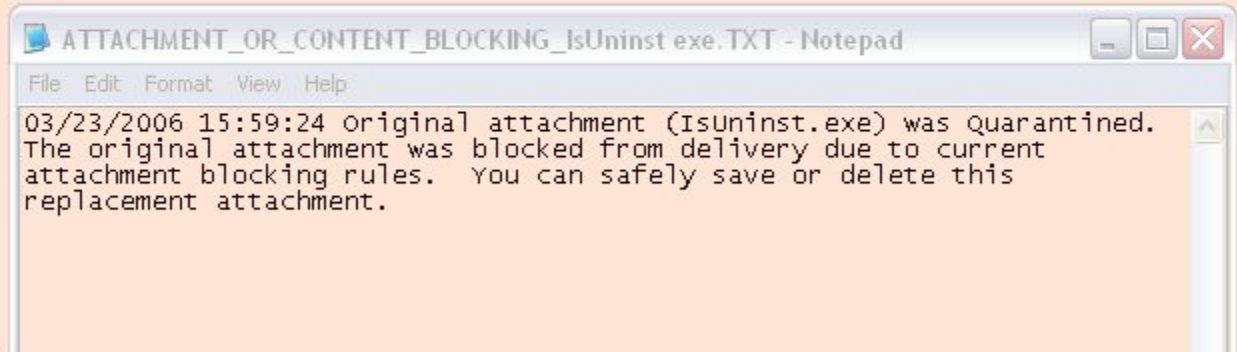 ATTACHMENT_OR_CONTENT_BLOCKING_IsUninst exe.TXT - Notepad
File Edit Format View Help
03/23/2006 15:59:24 Original attachment (IsUninst.exe) was Quarantined.
The original attachment was blocked from delivery due to current
attachment blocking rules.  You can safely save or delete this
replacement attachment.